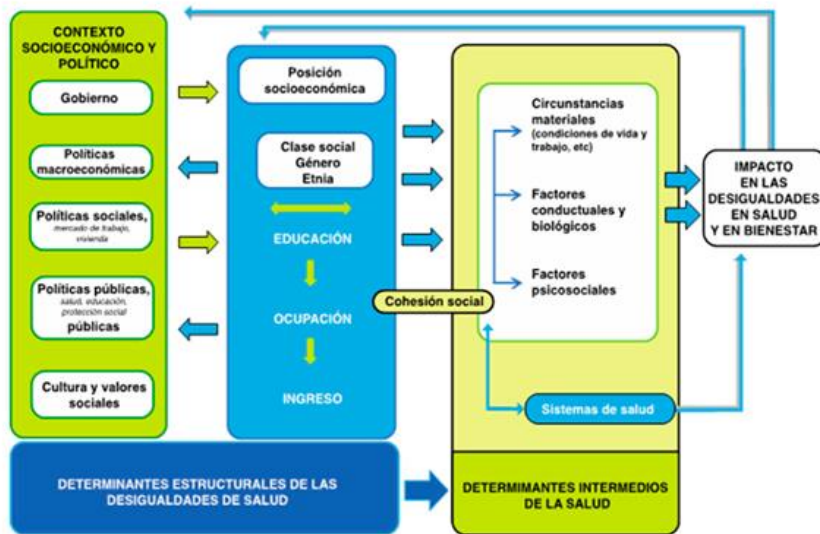 CONTEXTO
SOCIOECONÓMICO Y
POLÍTICO
Gobierno
Políticas
macroeconómicas
Políticas sociales,
mercado de trabajo,
vivienda
Políticas públicas,
salud, educación,
protección social
públicas
Cultura y valores
sociales
Posición
socioeconómica
Clase social
Género
Etnia
EDUCACIÓN
OCUPACIÓN
INGRESO
Cohesión social
Circunstancias
materiales
(condiciones de vida y
trabajo, etc)
Factores
conductuales y
biológicos
Factores
psicosociales
Sistemas de salud
IMPACTO
EN LAS
DESIGUALDADES
EN SALUD
Y EN BIENESTAR
DETERMINANTES ESTRUCTURALES DE LAS
DESIGUALDADES DE SALUD
DETERMIMANTES INTERMEDIOS
DE LA SALUD